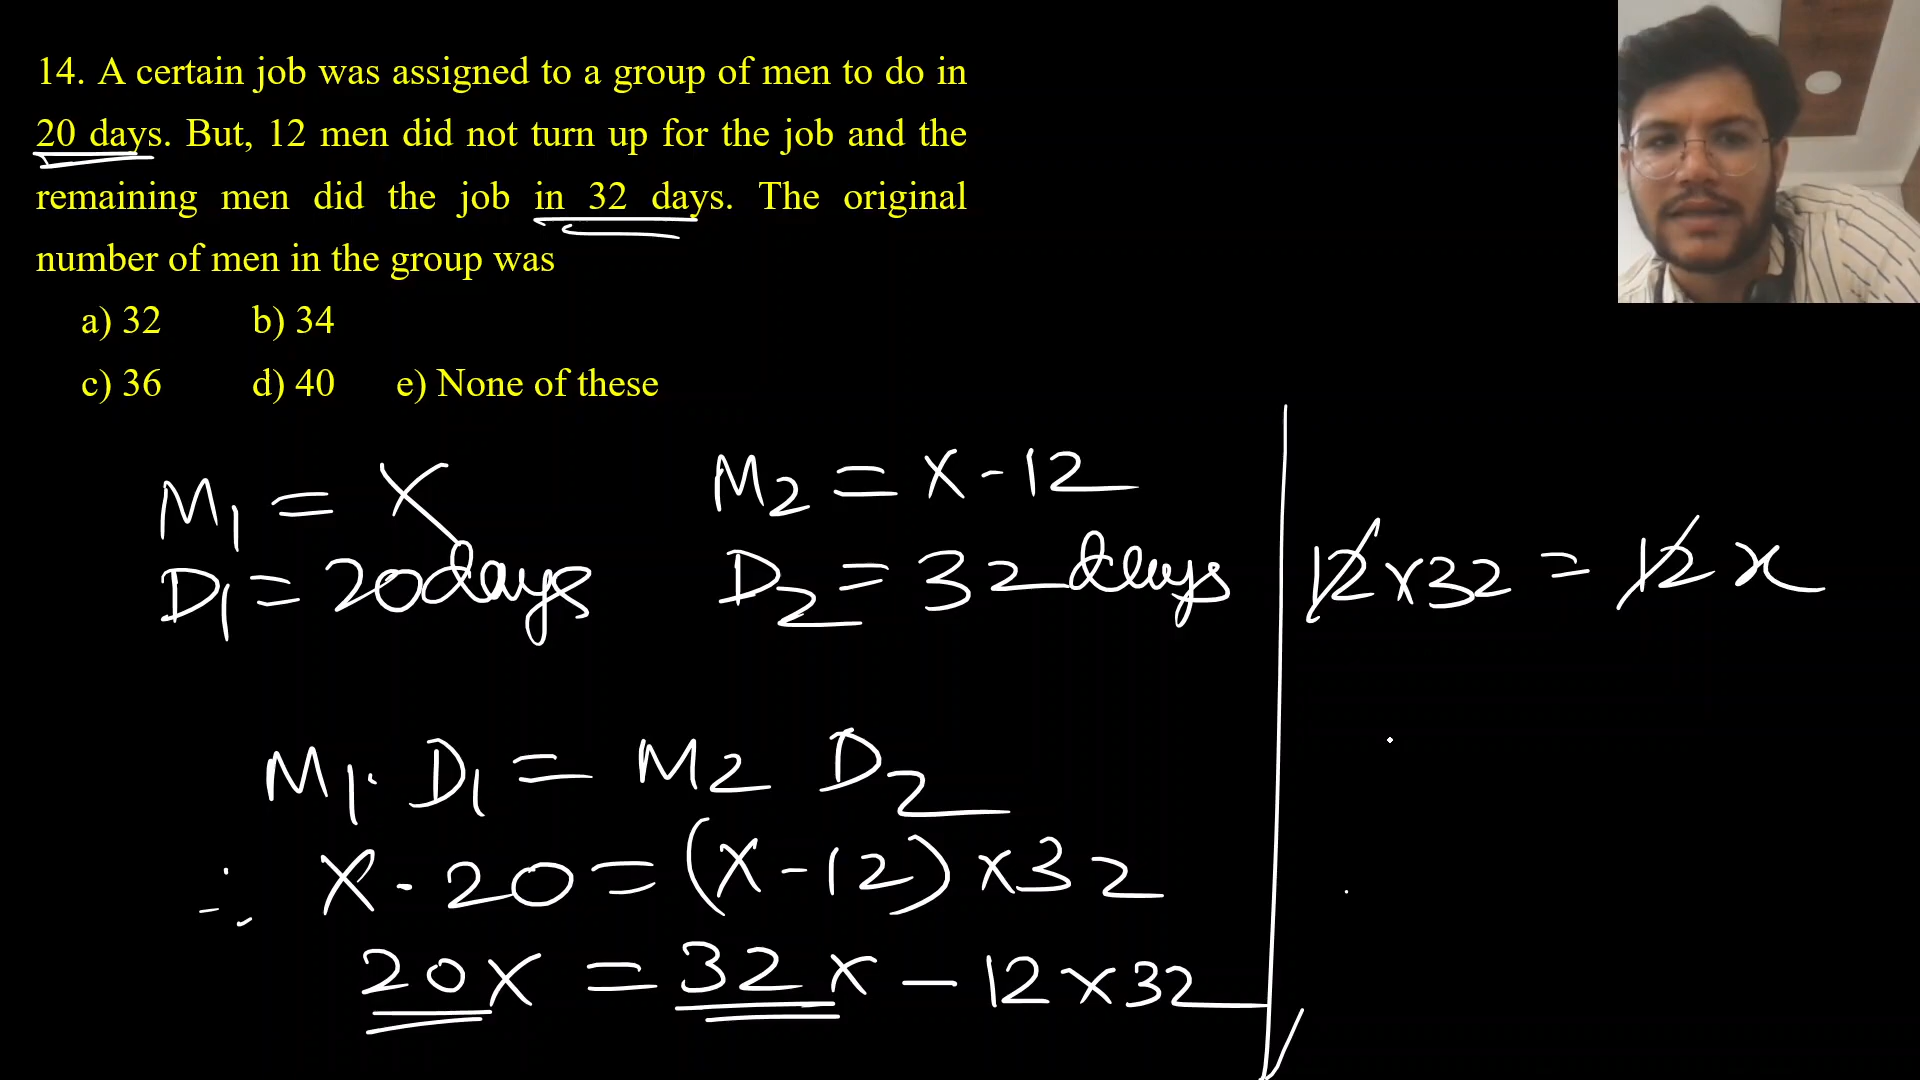 14. A certain job was assigned to a group of men to do in
20 days. But, 12 men did not turn up for the job and the
remaining men did the job in 32 days. The original
number of men in the group was
a) 32 b) 34
c) 36 d) 40 e) None of these
M1 = X
D1 = 20 days
M2 = X - 12
D2 = 32 days
M1. D1 = M2 D2
∴ X - 20 = (X - 12) x 32
20X = 32X - 12 x 32
12 x 32 = 12 x